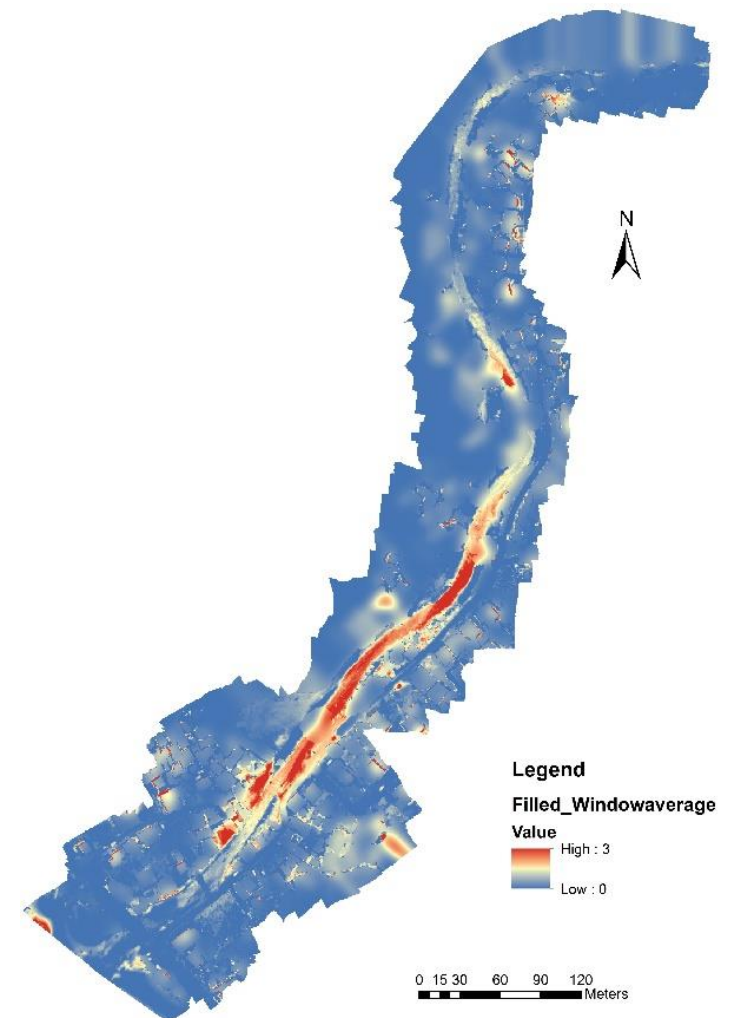 N
Legend
Filled_Windowaverage
Value
High : 3
Low : 0
0 15 30 60 90 120
Meters